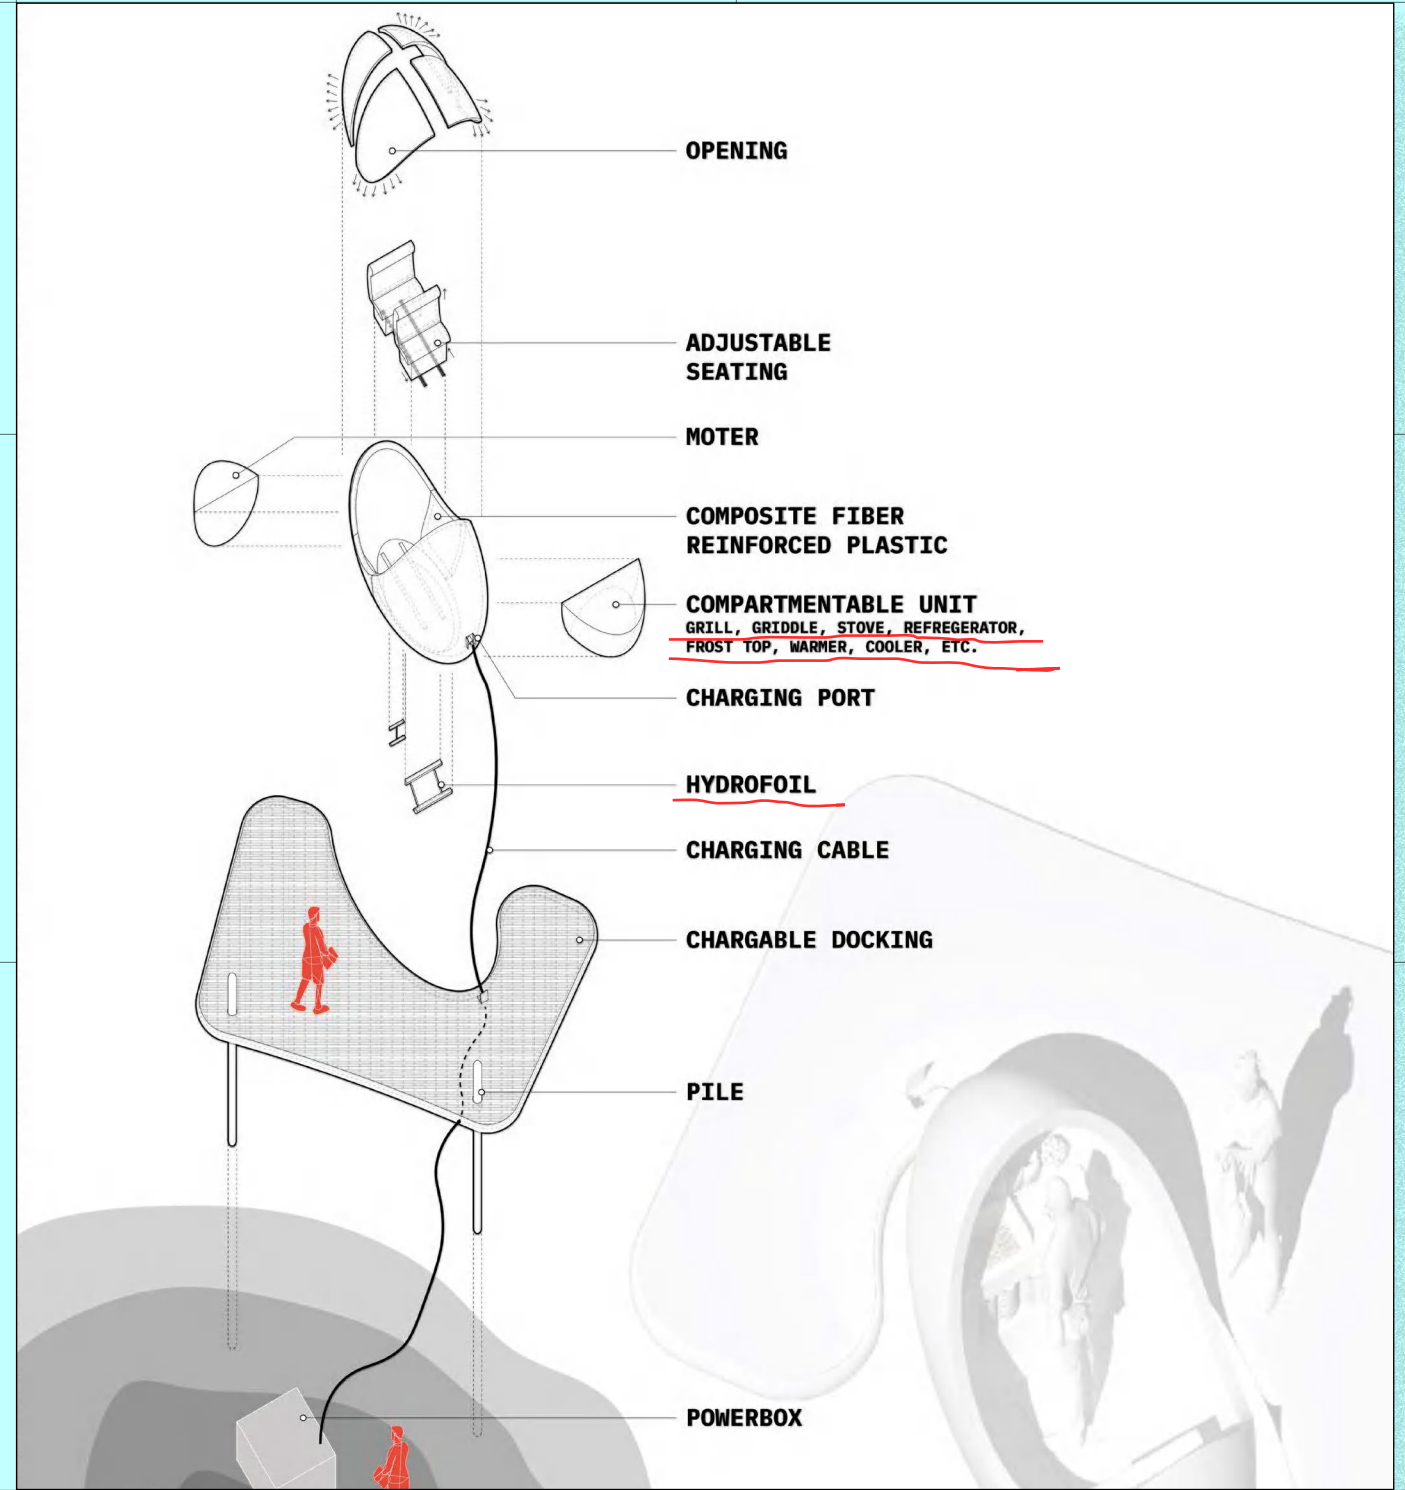 OPENING
ADJUSTABLE
SEATING
MOTER
COMPOSITE FIBER
REINFORCED PLASTIC
COMPARTMENTABLE UNIT
GRILL, GRIDDLE, STOVE, REFREGERATOR,
FROST TOP, WARMER, COOLER, ETC.
CHARGING PORT
HYDROFOIL
CHARGING CABLE
CHARGABLE DOCKING
PILE
POWERBOX